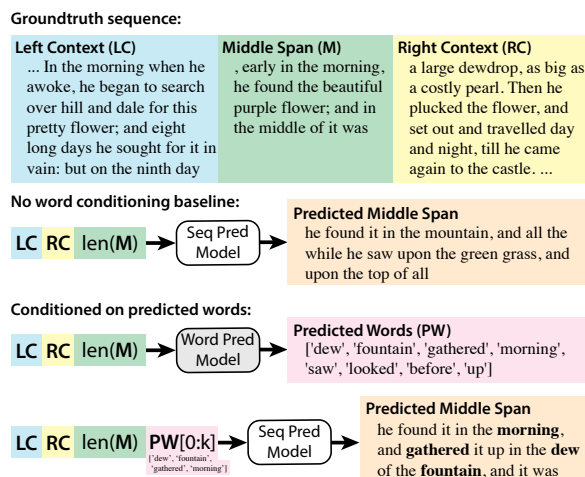 Groundtruth sequence:
Left Context (LC)
... In the morning when he
awoke, he began to search
over hill and dale for this
pretty flower; and eight
long days he sought for it in
vain: but on the ninth day
Middle Span (M)
, early in the morning,
he found the beautiful
purple flower; and in
the middle of it was
Right Context (RC)
a large dewdrop, as big as
a costly pearl. Then he
plucked the flower, and
set out and travelled day
and night, till he came
again to the castle. ...
No word conditioning baseline:
LC RC len(M)
Seq Pred
Model
Predicted Middle Span
he found it in the mountain, and all the
while he saw upon the green grass, and
upon the top of all
Conditioned on predicted words:
LC RC len(M)
Word Pred
Model
Predicted Words (PW)
['dew', 'fountain', 'gathered', 'morning',
'saw', 'looked', 'before', 'up']
LC RC len(M) PW[0:k]
['dew', 'fountain',
'gathered', 'morning']
Seq Pred
Model
Predicted Middle Span
he found it in the morning,
and gathered it up in the dew
of the fountain, and it was